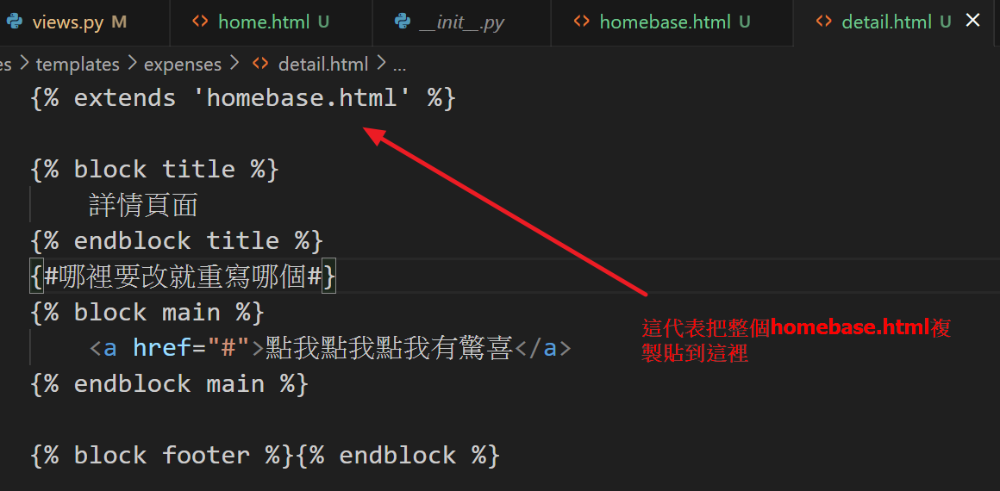 views.py M home.html U __init__.py homebase.html U detail.html U
es > templates > expenses > detail.html > ...
{% extends 'homebase.html' %}
{% block title %}
詳情頁面
{% endblock title %}
{#哪裡要改就重寫哪個#}
{% block main %}
<a href="#">點我點我點我有驚喜</a>
{% endblock main %}
{% block footer %}{% endblock %}
這代表把整個homebase.html複
製貼到這裡